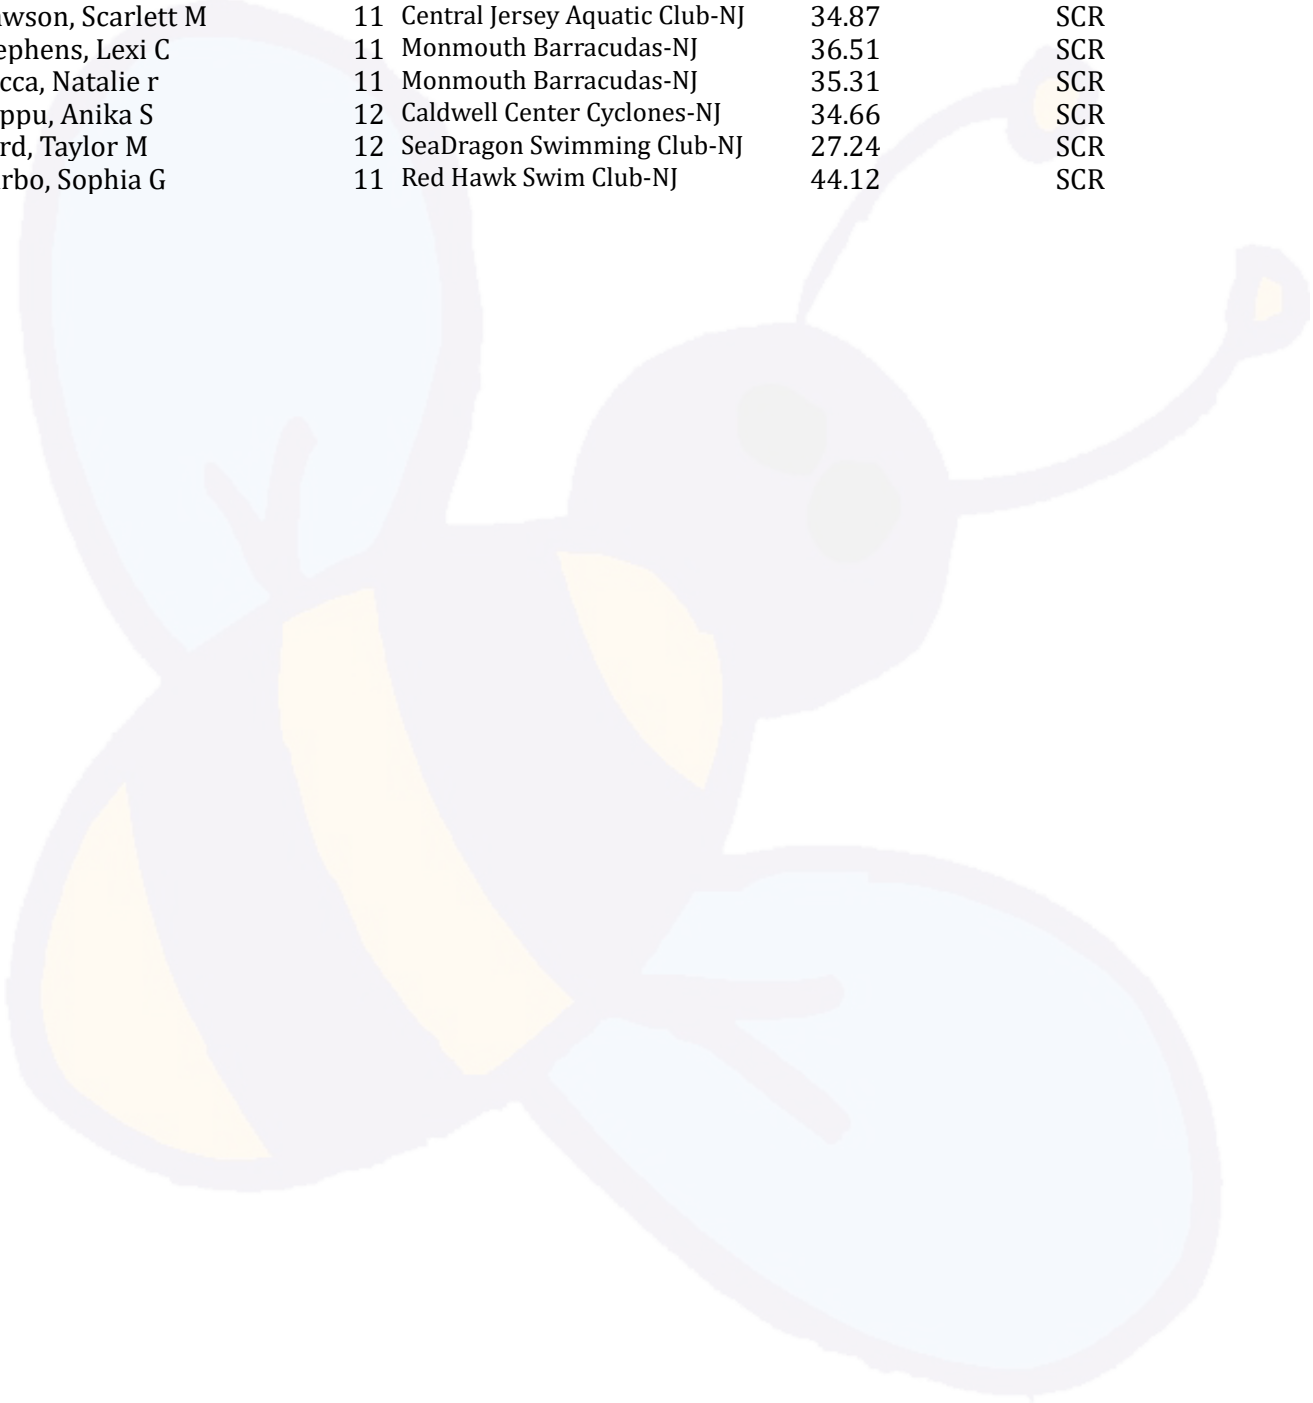 wson, Scarlett M 11 Central Jersey Aquatic Club-NJ 34.87 SCR
ephens, Lexi C 11 Monmouth Barracudas-NJ 36.51 SCR
cca, Natalie r 11 Monmouth Barracudas-NJ 35.31 SCR
ppu, Anika S 12 Caldwell Center Cyclones-NJ 34.66 SCR
rd, Taylor M 12 SeaDragon Swimming Club-NJ 27.24 SCR
rbo, Sophia G 11 Red Hawk Swim Club-NJ 44.12 SCR